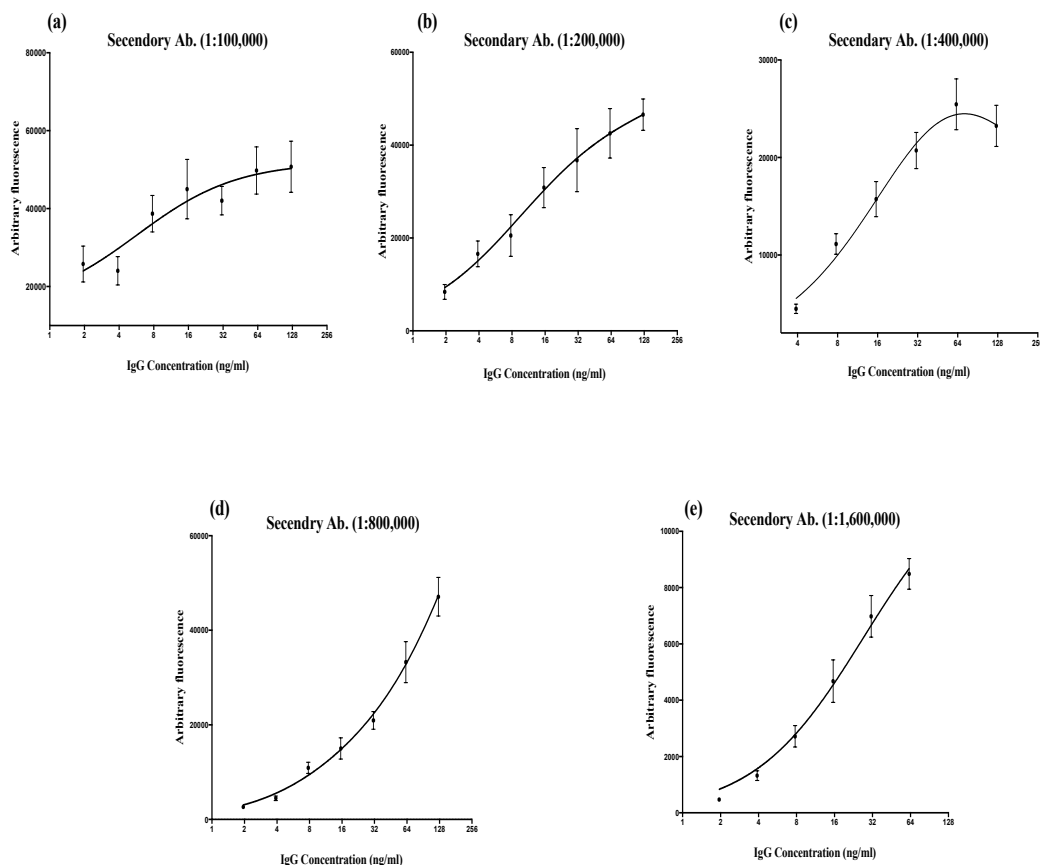 (a)
Secendory Ab. (1:100,000)
80000
60000
40000
20000
Arbitrary fluorescence
1 2 4 8 16 32 64 128 256
IgG Concentration (ng/ml)
(b)
Secondary Ab. (1:200,000)
60000
40000
20000
0
Arbitrary fluorescence
1 2 4 8 16 32 64 128 256
IgG Concentration (ng/ml)
(c)
Secendary Ab. (1:400,000)
30000
20000
10000
Arbitrary fluorescence
4 8 16 32 64 128 256
IgG Concentration (ng/ml)
(d)
Secendry Ab. (1:800,000)
60000
40000
20000
0
Arbitrary fluorescence
1 2 4 8 16 32 64 128 256
IgG Concentration (ng/ml)
(e)
Secendory Ab. (1:1,600,000)
10000
8000
6000
4000
2000
0
Arbitrary fluorescence
1 2 4 8 16 32 64 128
IgG Concentration (ng/ml)